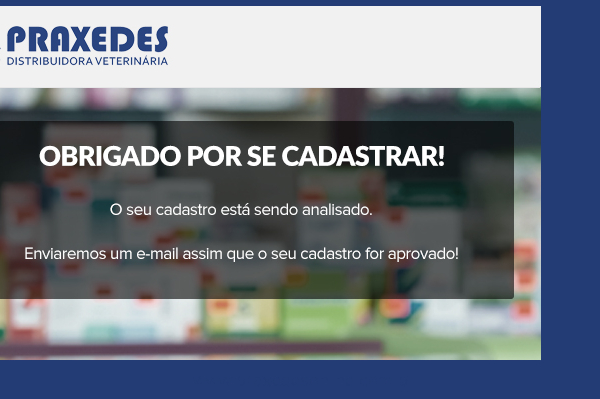 PRAXEDES
DISTRIBUIDORA VETERINÁRIA
OBRIGADO POR SE CADASTRAR!
O seu cadastro está sendo analisado.
Enviaremos um e-mail assim que o seu cadastro for aprovado!